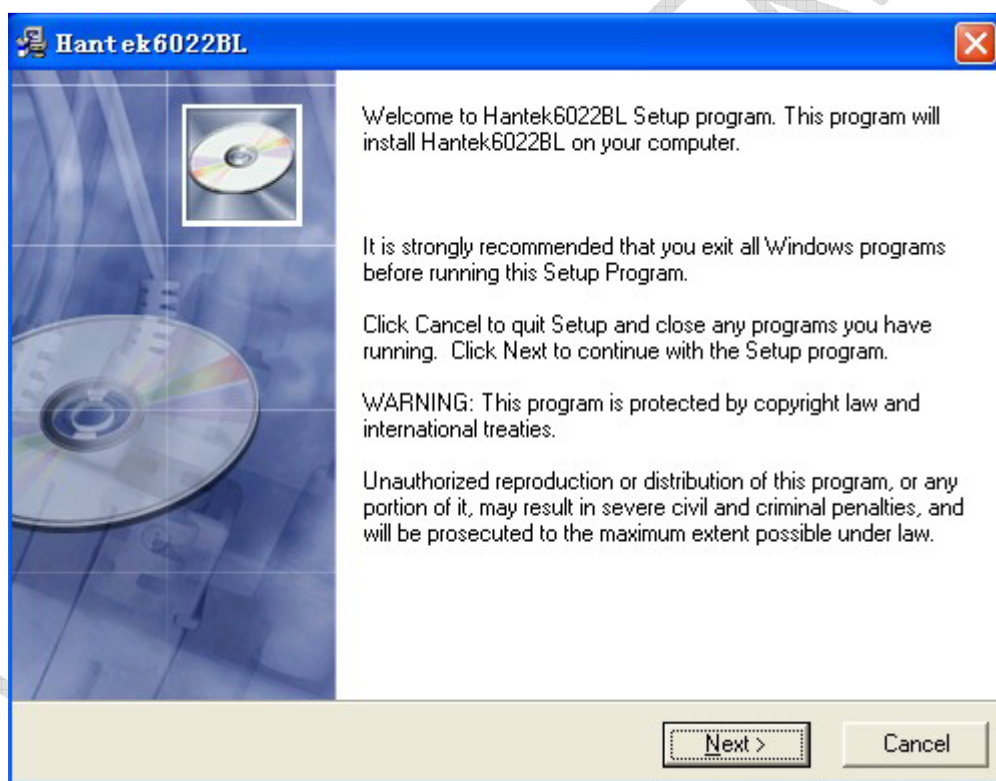 Hantek6022BL
Welcome to Hantek6022BL Setup program. This program will
install Hantek6022BL on your computer.
It is strongly recommended that you exit all Windows programs
before running this Setup Program.
Click Cancel to quit Setup and close any programs you have
running.  Click Next to continue with the Setup program.
WARNING: This program is protected by copyright law and
international treaties.
Unauthorized reproduction or distribution of this program, or any
portion of it, may result in severe civil and criminal penalties, and
will be prosecuted to the maximum extent possible under law.
Next >
Cancel